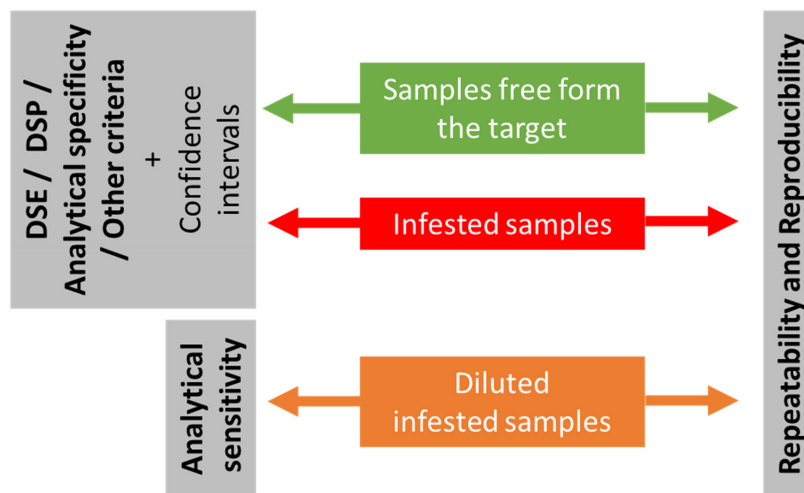 DSE / DSP /
Analytical specificity
/ Other criteria
+
Confidence
intervals
Samples free form
the target
Infested samples
Analytical
sensitivity
Diluted
infested samples
Repeatability and Reproducibility